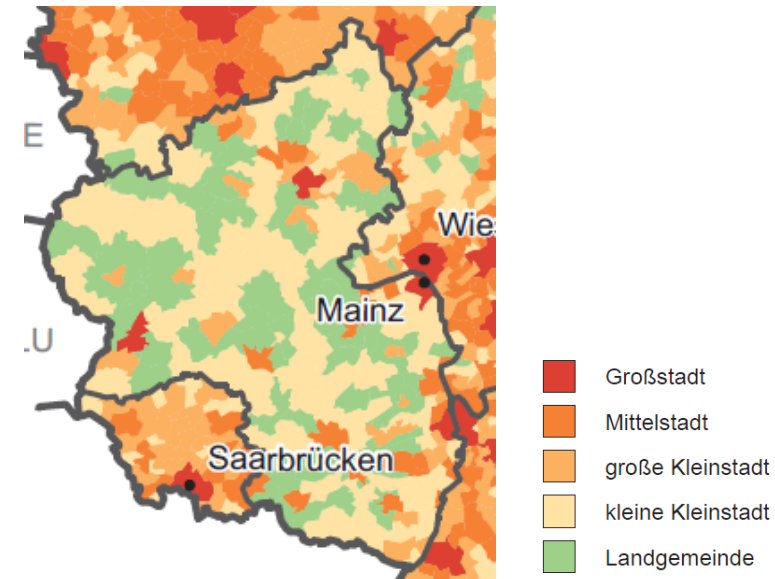 E
Wies
Mainz
LU
Saarbrücken
Großstadt
Mittelstadt
große Kleinstadt
kleine Kleinstadt
Landgemeinde